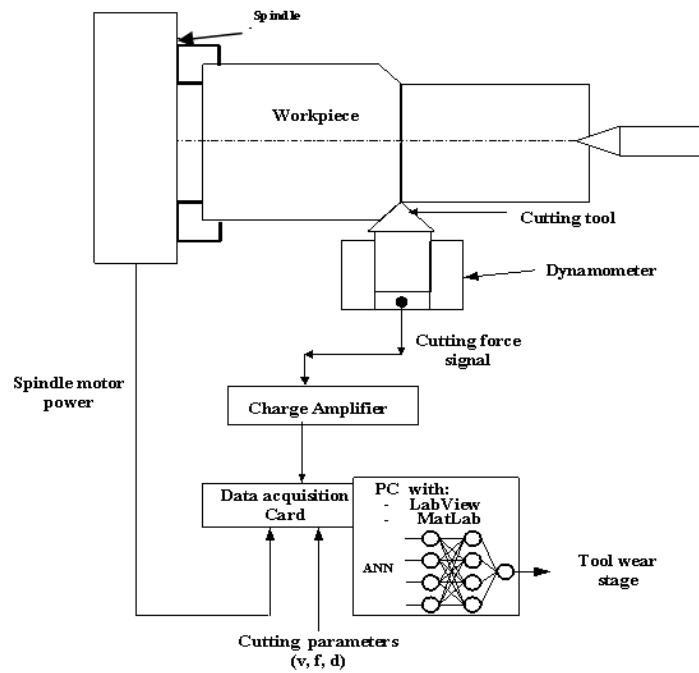 Spindle
Workpiece
Cutting tool
Dynamometer
Cutting force
signal
Spindle motor
power
Charge Amplifier
Data acquisition
Card
PC with:
- LabView
- MatLab
ANN
Tool wear
stage
Cutting parameters
(v, f, d)